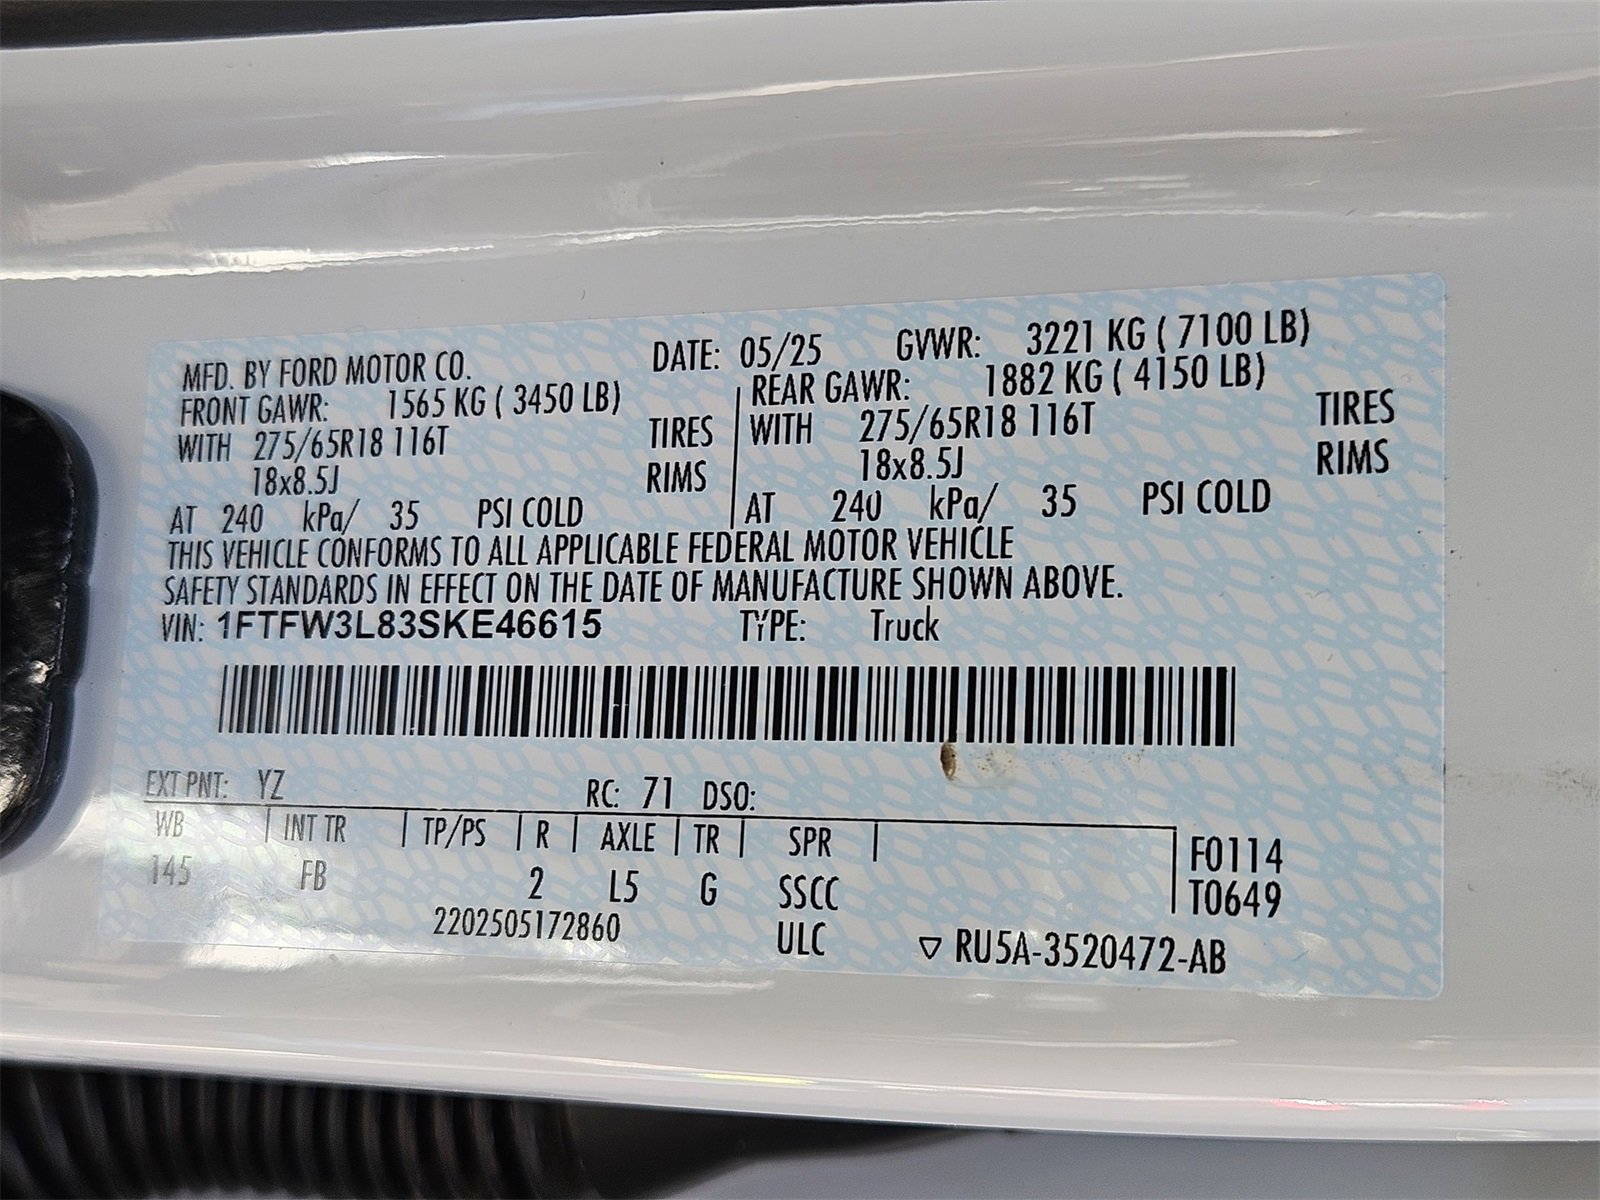 MFD. BY FORD MOTOR CO. DATE: 05/25 GVWR: 3221 KG ( 7100 LB)
FRONT GAWR: 1565 KG ( 3450 LB) REAR GAWR: 1882 KG ( 4150 LB)
WITH 275/65R18 116T TIRES WITH 275/65R18 116T TIRES
18x8.5J RIMS 18x8.5J RIMS
AT 240 kPa/ 35 PSI COLD AT 240 kPa/ 35 PSI COLD
THIS VEHICLE CONFORMS TO ALL APPLICABLE FEDERAL MOTOR VEHICLE
SAFETY STANDARDS IN EFFECT ON THE DATE OF MANUFACTURE SHOWN ABOVE.
VIN: 1FTFW3L83SKE46615 TYPE: Truck
EXT PNT: YZ RC: 71 DSO:
WB INT TR TP/PS R AXLE TR SPR F0114
145 FB 2 L5 G SSCC T0649
2202505172860 ULC RU5A-3520472-AB